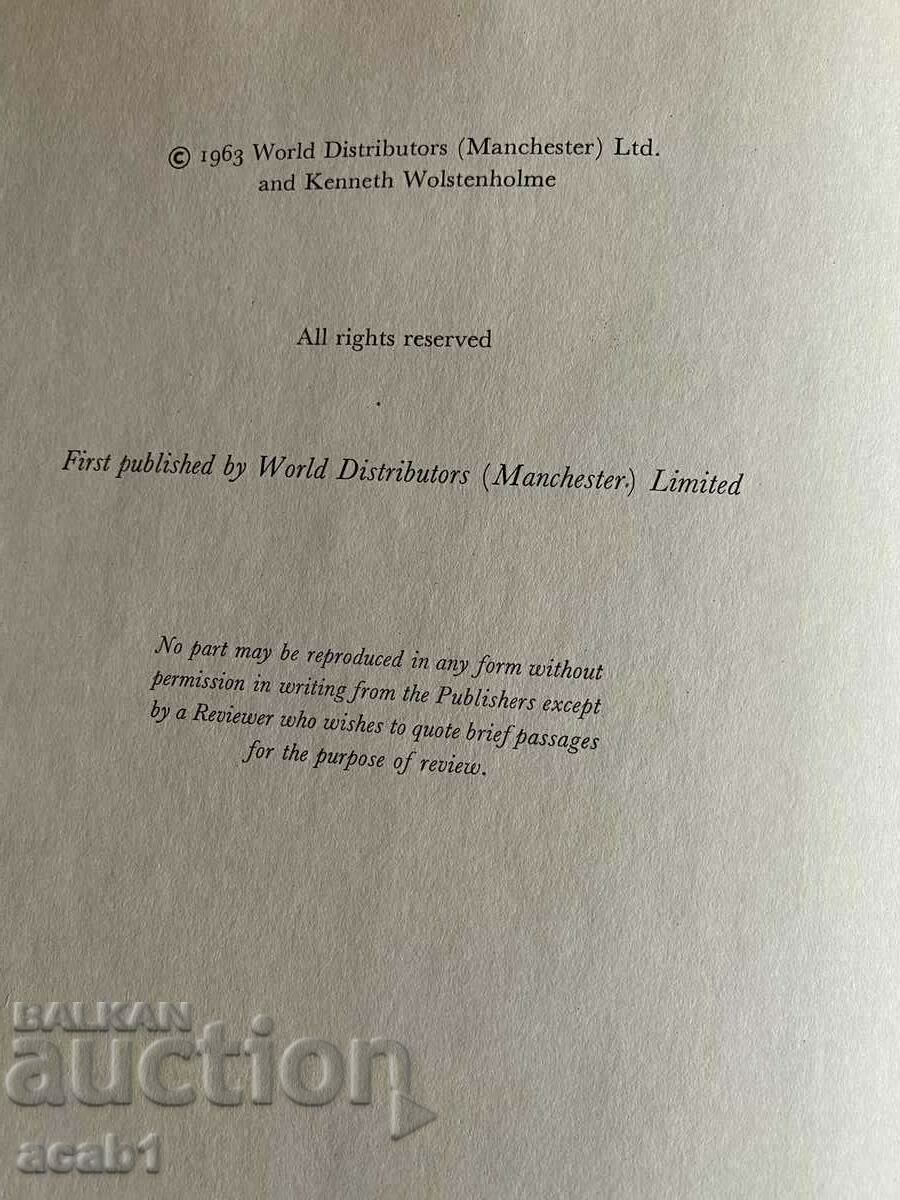 © 1963 World Distributors (Manchester) Ltd.
and Kenneth Wolstenholme
All rights reserved
First published by World Distributors (Manchester) Limited
No part may be reproduced in any form without
permission in writing from the Publishers except
by a Reviewer who wishes to quote brief passages
for the purpose of review.
BALKAN
auction
acab1